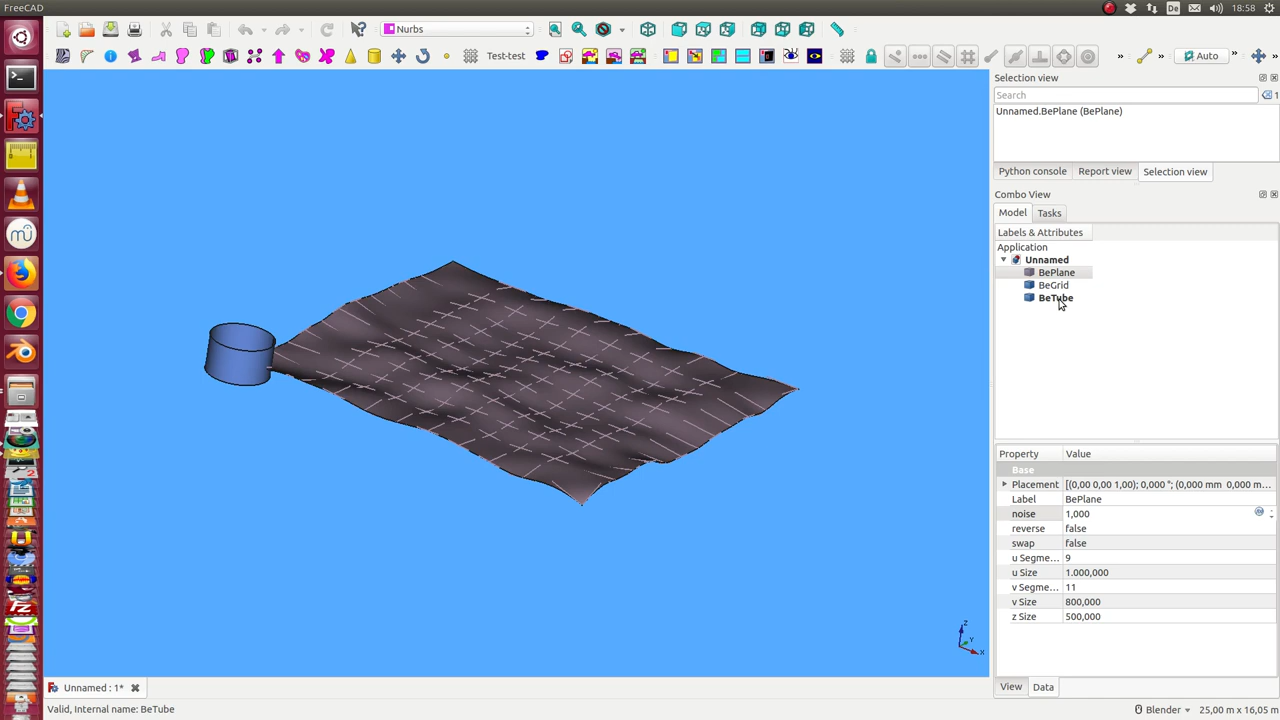 FreeCAD
De
18:58
Nurbs
Test-test
»
»
Auto
»
»
Selection view
Search
1
Unnamed.BePlane (BePlane)
Python console
Report view
Selection view
Combo View
Model
Tasks
Labels & Attributes
Application
Unnamed
BePlane
BeGrid
BeTube
Property
Value
Base
Placement
[(0,00 0,00 1,00); 0,000 °; (0,000 mm 0,000 m...
Label
BePlane
noise
1,000
reverse
false
swap
false
u Segme...
9
u Size
1.000,000
v Segme...
11
v Size
800,000
z Size
500,000
Z
Y
X
Unnamed : 1*
View
Data
Valid, Internal name: BeTube
Blender
25,00 m x 16,05 m